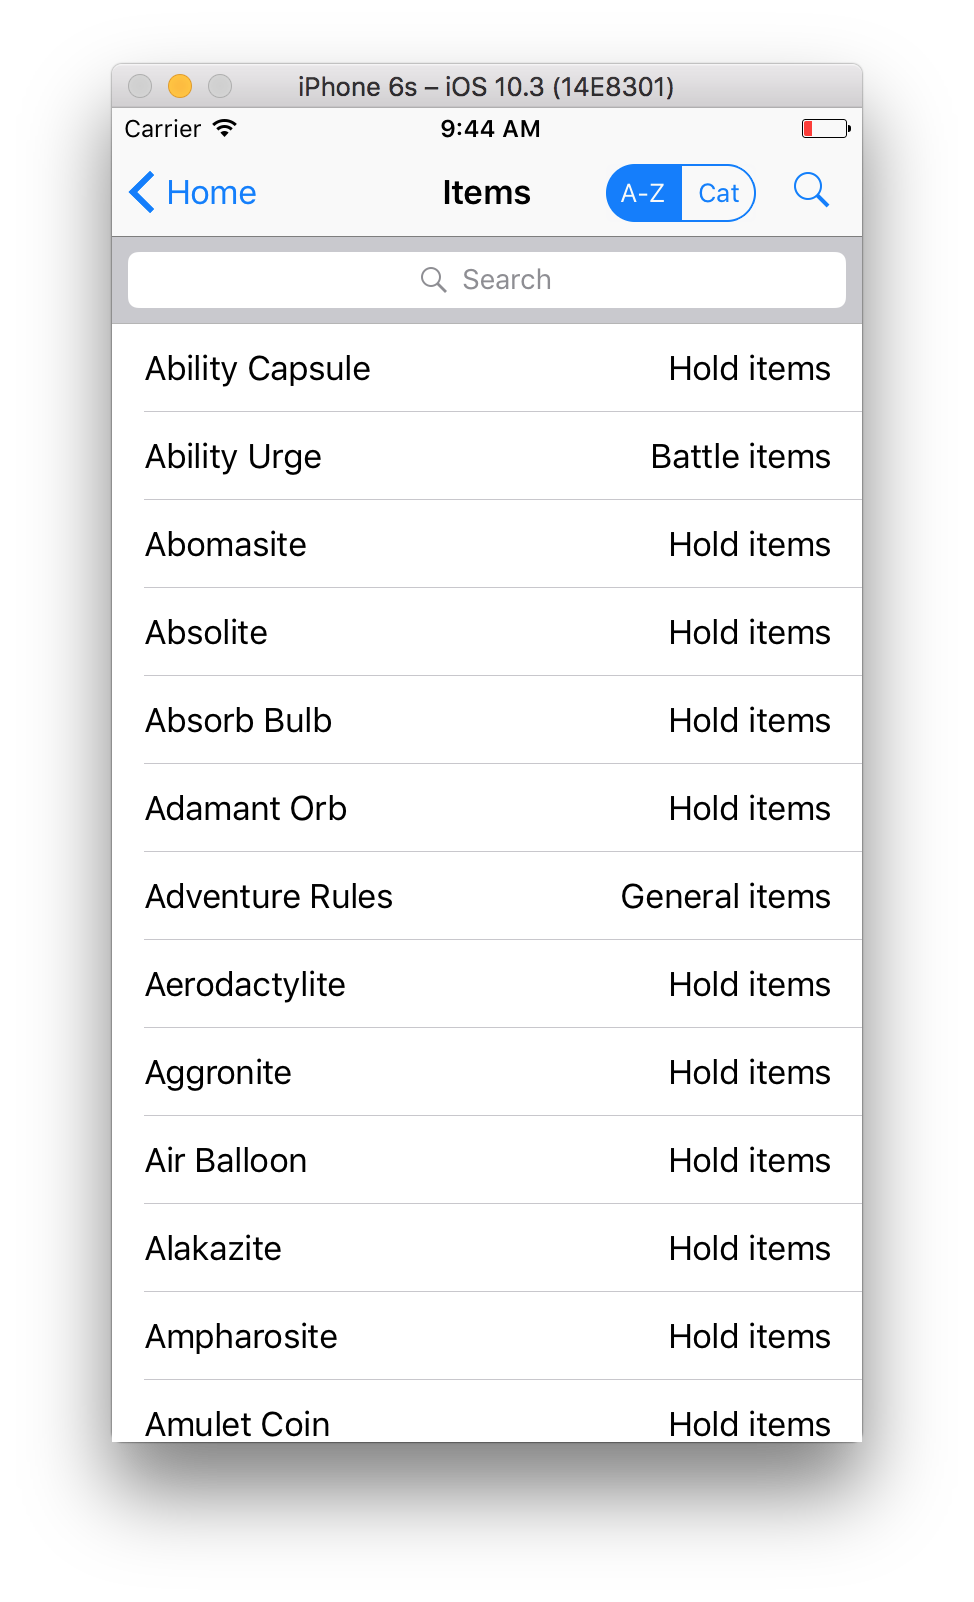 iPhone 6s – iOS 10.3 (14E8301)
Carrier 9:44 AM
Home Items A-Z Cat
Search
Ability Capsule Hold items
Ability Urge Battle items
Abomasite Hold items
Absolite Hold items
Absorb Bulb Hold items
Adamant Orb Hold items
Adventure Rules General items
Aerodactylite Hold items
Aggronite Hold items
Air Balloon Hold items
Alakazite Hold items
Ampharosite Hold items
Amulet Coin Hold items